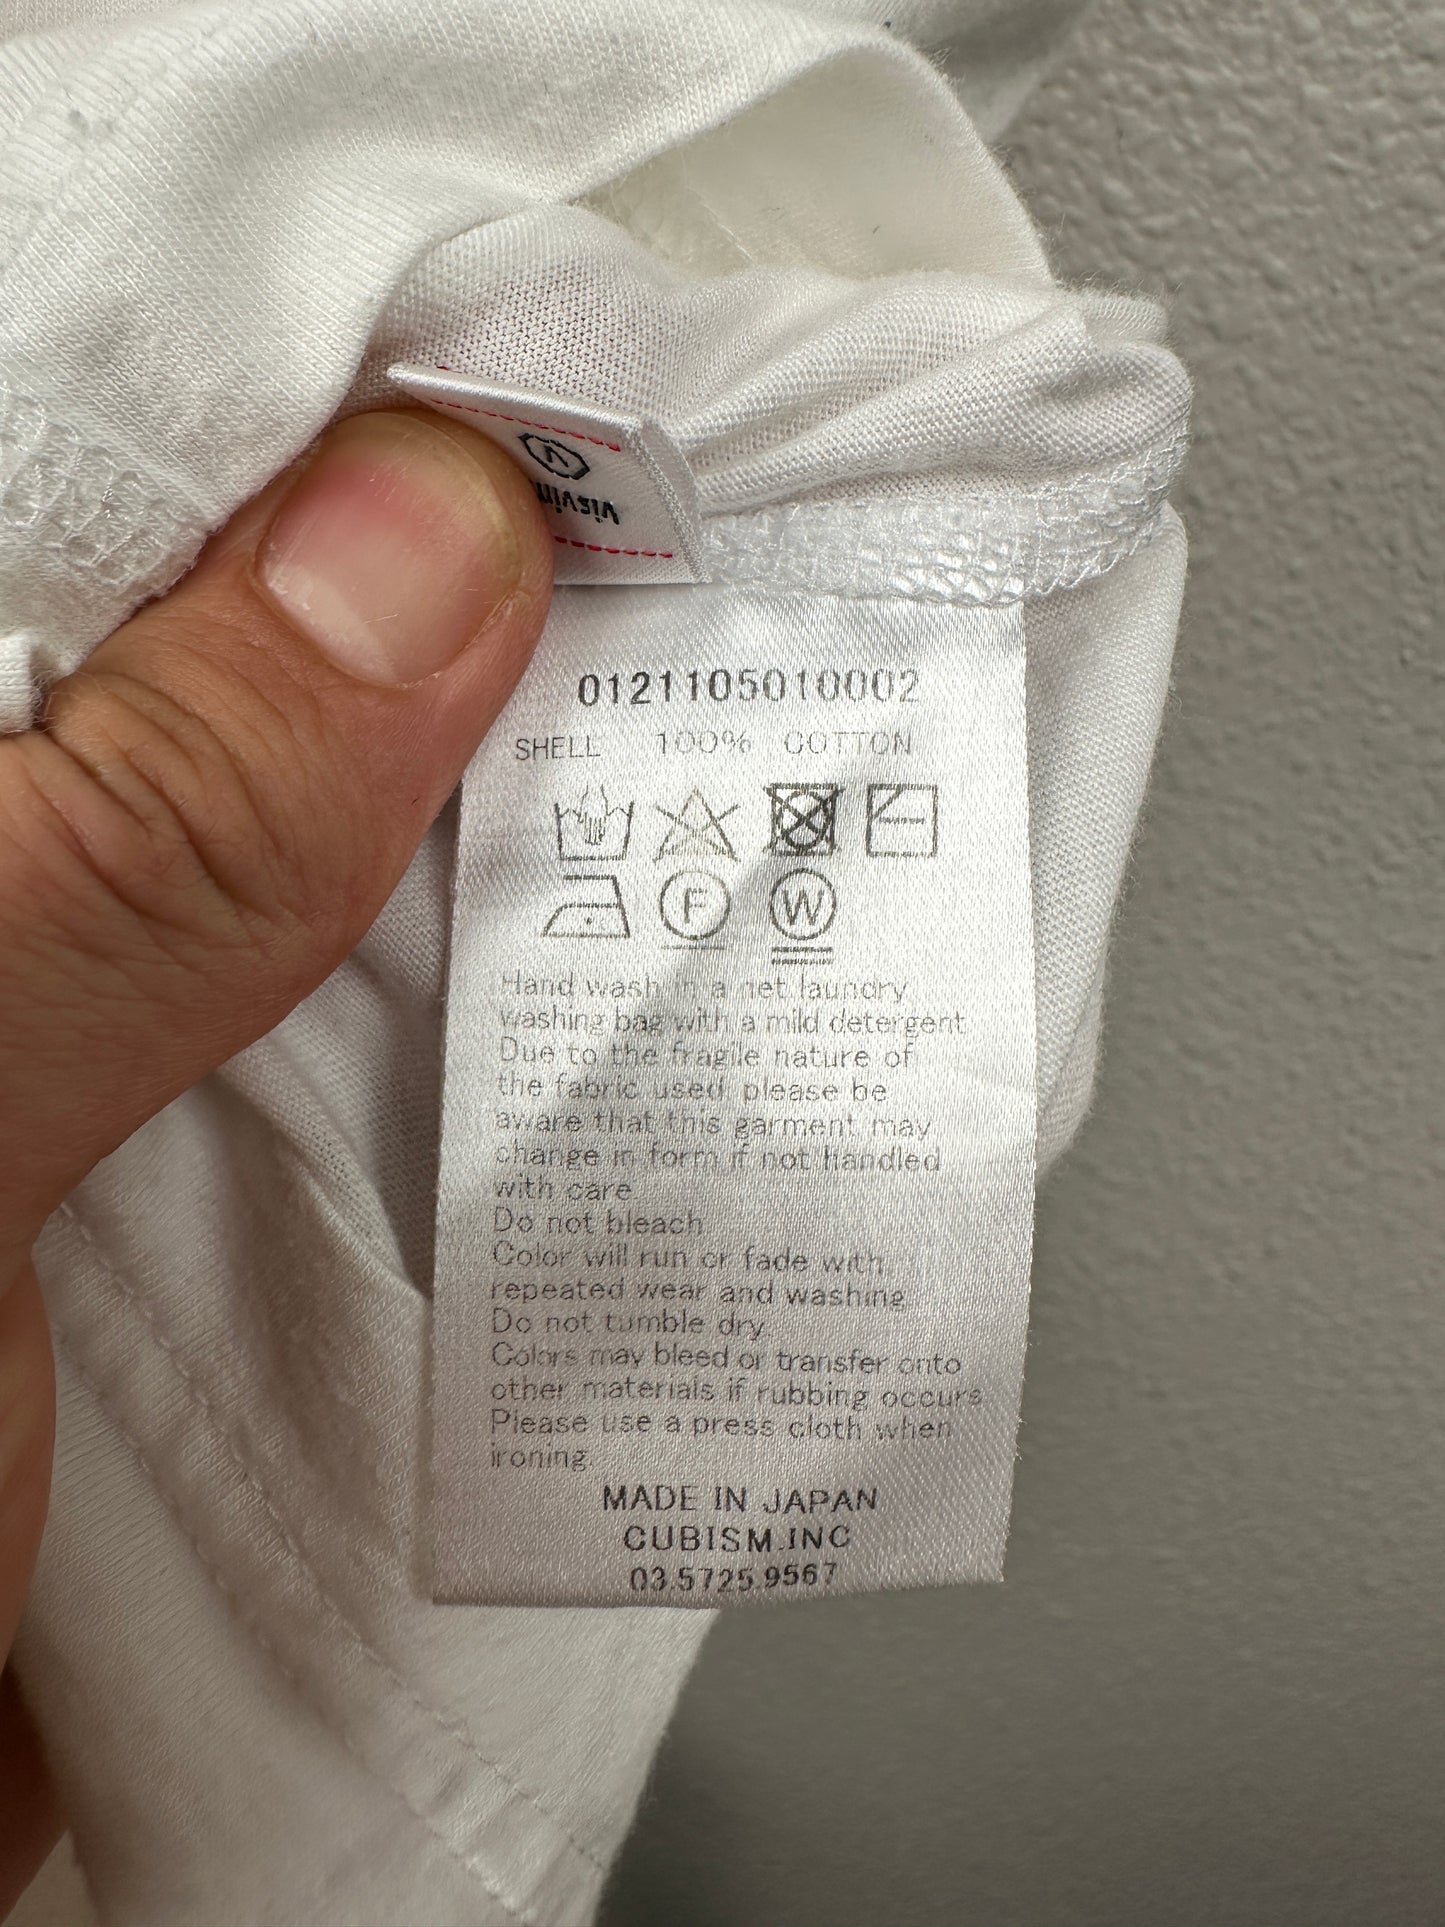 visvim
0121105010002
SHELL 100% COTTON
F W
Hand wash in a net laundry
washing bag with a mild detergent
Due to the fragile nature of
the fabric used, please be
aware that this garment may
change in form if not handled
with care
Do not bleach
Color will run or fade with
repeated wear and washing
Do not tumble dry.
Colors may bleed or transfer onto
other materials if rubbing occurs
Please use a press cloth when
ironing.
MADE IN JAPAN
CUBISM.INC
03.5725.9567